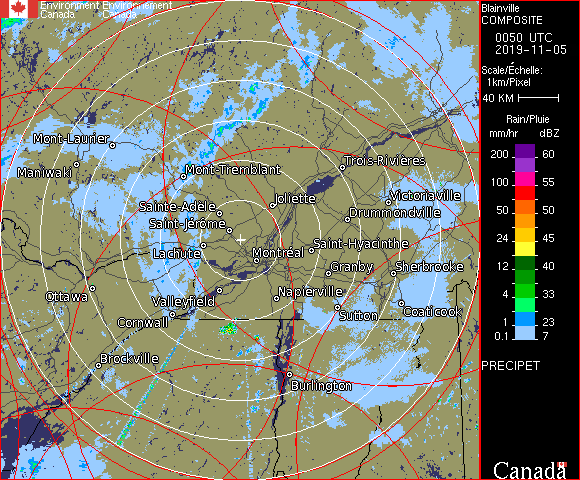 Environment Environnement
Canada Canada
Blainville
COMPOSITE
0050 UTC
2019-11-05
Scale/Échelle:
1km/Pixel
40 KM
Rain/Pluie
mm/hr dBZ
200 60
100 55
50 50
24 45
12 40
4 33
1 23
0.1 7
PRECIPET
Canada
Mont-Laurier
Maniwaki
Mont-Tremblant
Trois-Rivières
Sainte-Adele
Joliette
Victoriaville
Saint-Jérôme
Drummondville
Lachute
Montréal
Saint-Hyacinthe
Granby
Sherbrooke
Ottawa
Valleyfield
Napierville
Cornwall
Sutton
Coaticook
Brockville
Burlington